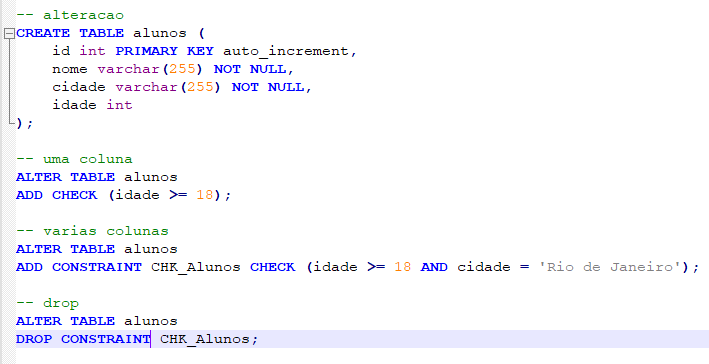 -- alteracao
CREATE TABLE alunos (
    id int PRIMARY KEY auto_increment,
    nome varchar(255) NOT NULL,
    cidade varchar(255) NOT NULL,
    idade int
);
-- uma coluna
ALTER TABLE alunos
ADD CHECK (idade >= 18);
-- varias colunas
ALTER TABLE alunos
ADD CONSTRAINT CHK_Alunos CHECK (idade >= 18 AND cidade = 'Rio de Janeiro');
-- drop
ALTER TABLE alunos
DROP CONSTRAINT CHK_Alunos;